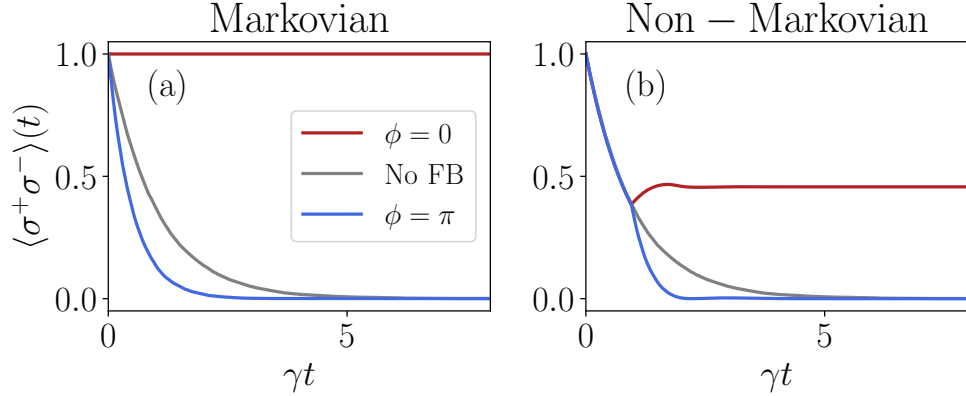 Markovian
Non − Markovian
⟨σ⁺σ⁻⟩(t)
1.0
0.5
0.0
(a)
ϕ = 0
No FB
ϕ = π
0
5
γt
1.0
0.5
0.0
(b)
0
5
γt